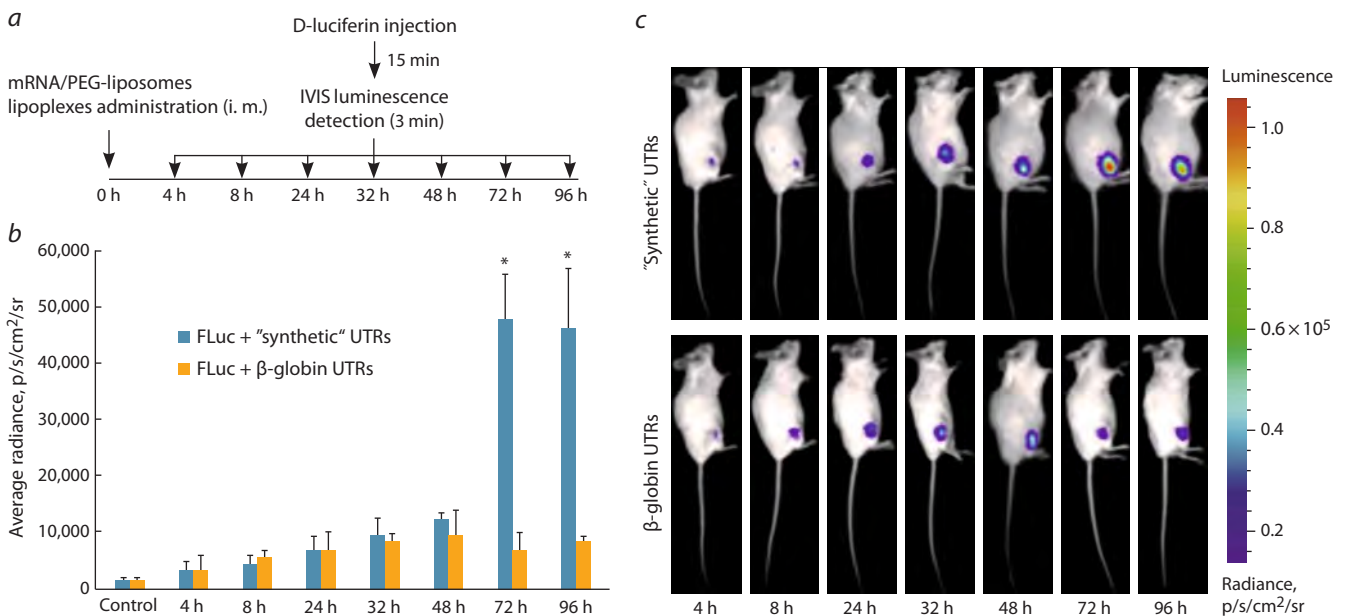 a
D-luciferin injection
15 min
mRNA/PEG-liposomes
lipoplexes administration (i. m.)
IVIS luminescence
detection
(3 min)
0 h 4 h 8 h 24 h 32 h 48 h 72 h 96 h
b
Average radiance, p/s/cm²/sr
60,000
50,000
40,000
30,000
20,000
10,000
0
* *
FLuc + ”synthetic“ UTRs
FLuc + β-globin UTRs
Control 4 h 8 h 24 h 32 h 48 h 72 h 96 h
c
”Synthetic“ UTRs
β-globin UTRs
4 h 8 h 24 h 32 h 48 h 72 h 96 h
Luminescence
1.0
0.8
0.6 × 10⁵
0.4
0.2
Radiance,
p/s/cm²/sr